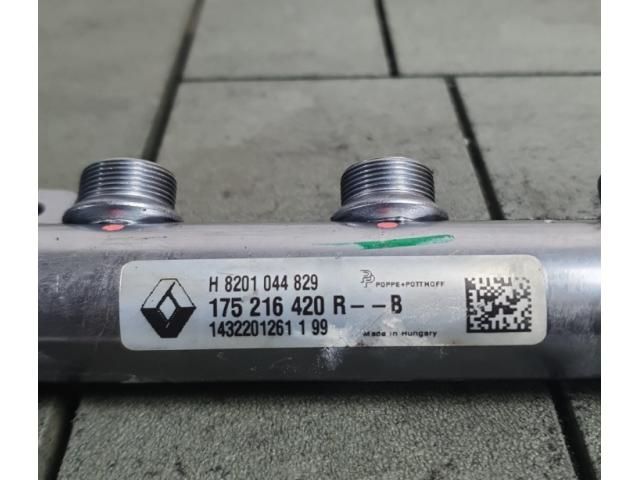 H 8201 044 829
175 216 420 R -- B
1432201261 1 99
POPPE+POTTHOFF
Made in Hungary